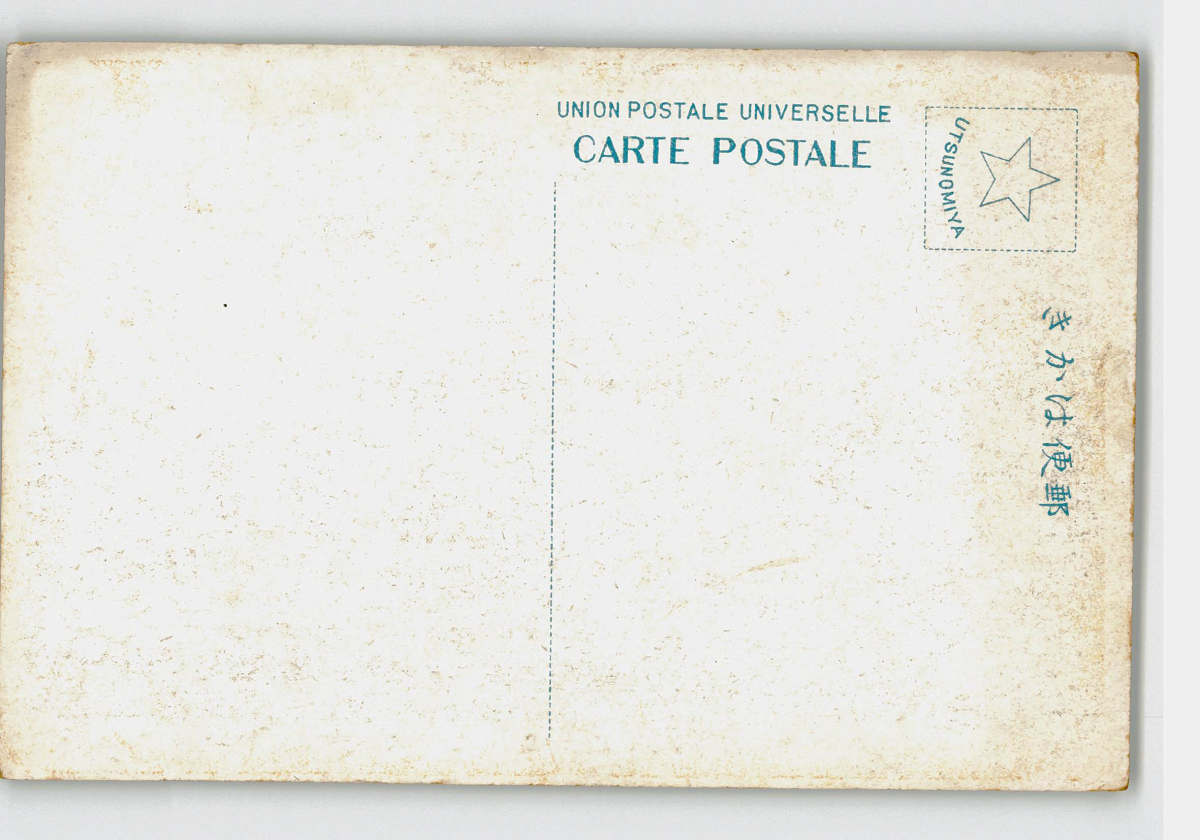 UNION POSTALE UNIVERSELLE
CARTE POSTALE
UTSUNOMIYA
郵便はかき